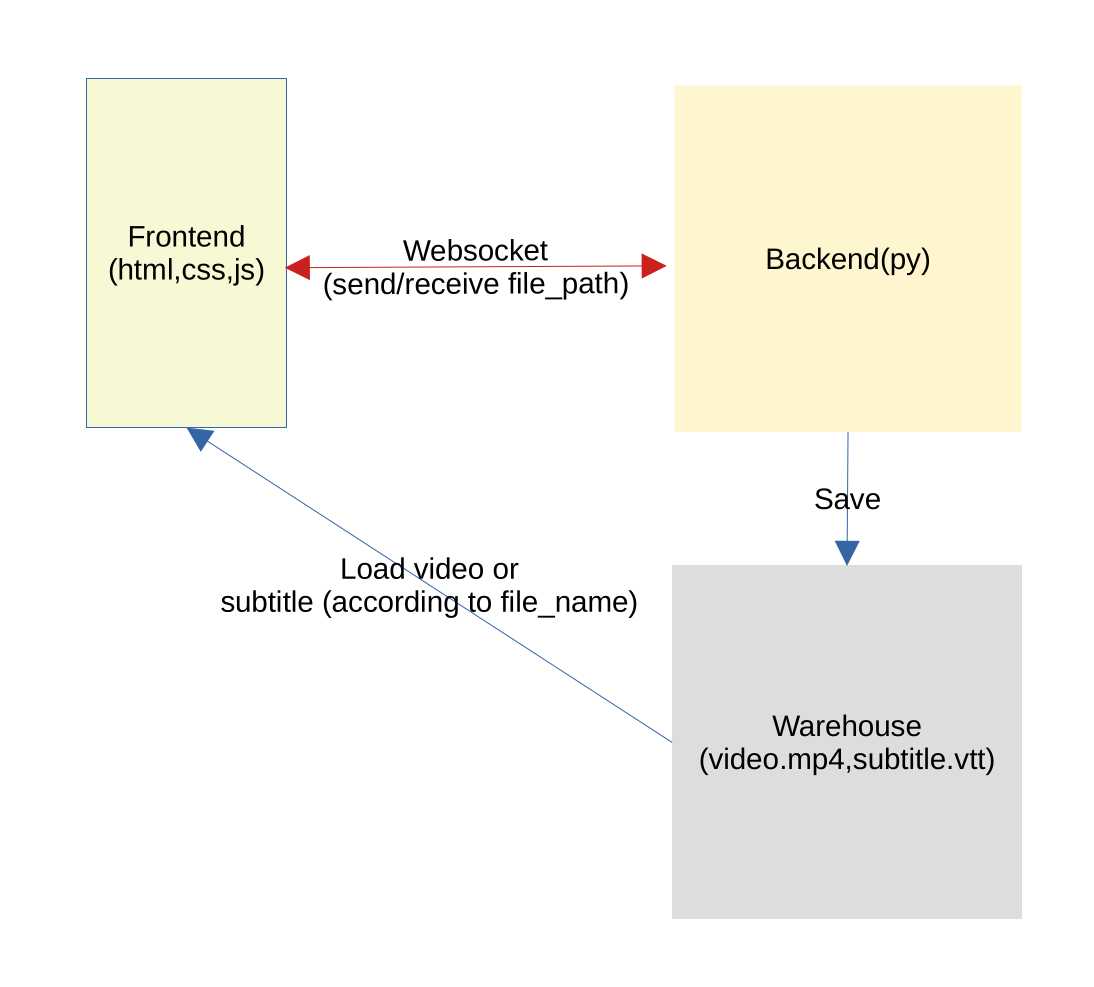 Frontend
(html,css,js)
Websocket
(send/receive file_path)
Backend(py)
Save
Load video or
subtitle (according to file_name)
Warehouse
(video.mp4,subtitle.vtt)